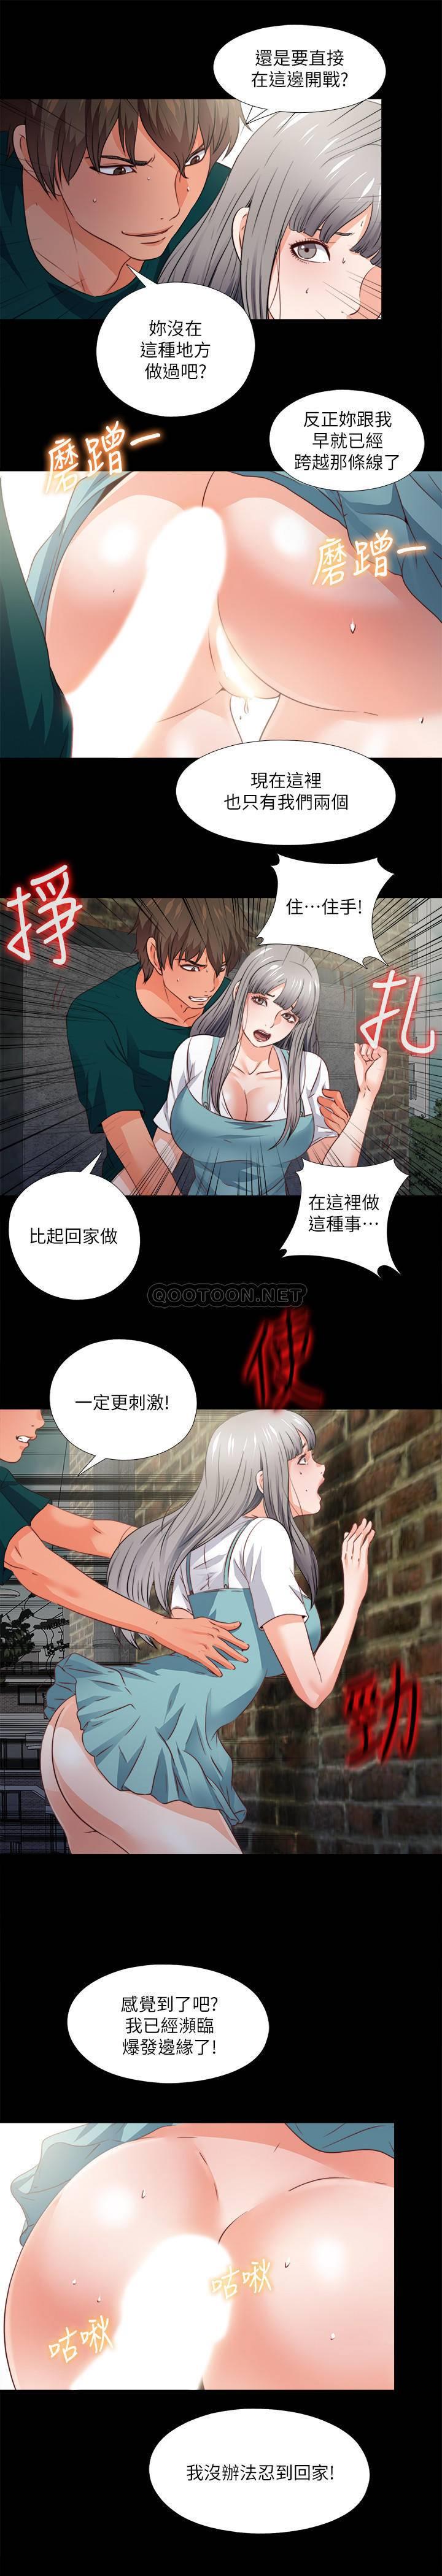 還是要直接
在這邊開戰?
妳沒在
這種地方
做過吧?
反正妳跟我
早就已經
跨越那條線了
磨蹭一
磨蹭一
現在這裡
也只有我們兩個
掙
住…住手!
扎
在這裡做
這種事…
比起回家做
QOOTOON.NET
使
一定更刺激!
勁
感覺到了吧?
我已經瀕臨
爆發邊緣了!
咕啾
咕啾
我沒辦法忍到回家!